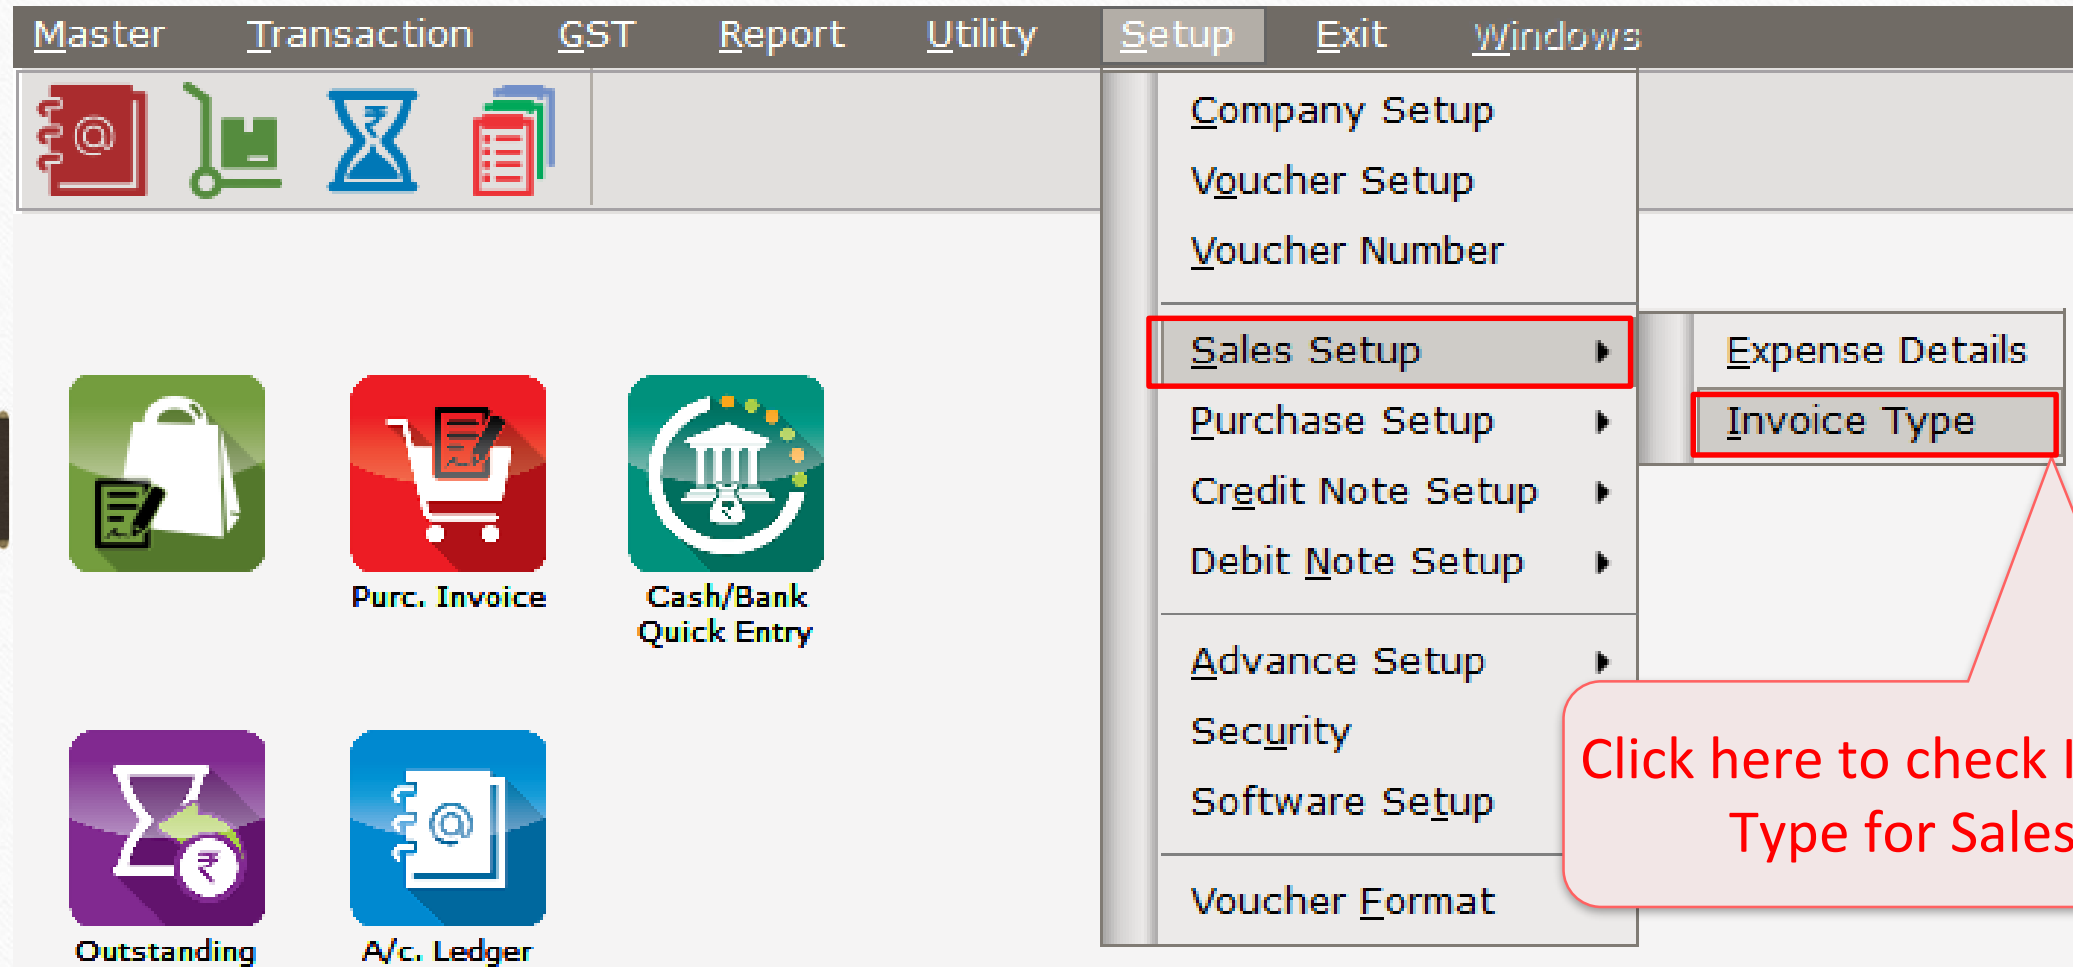 Master Transaction GST Report Utility Setup Exit Windows
Company Setup
Voucher Setup
Voucher Number
Sales Setup
Expense Details
Invoice Type
Purchase Setup
Credit Note Setup
Debit Note Setup
Purc. Invoice
Cash/Bank
Quick Entry
Advance Setup
Security
Software Setup
Voucher Format
Click here to check
Type for Sales
Outstanding
A/c. Ledger